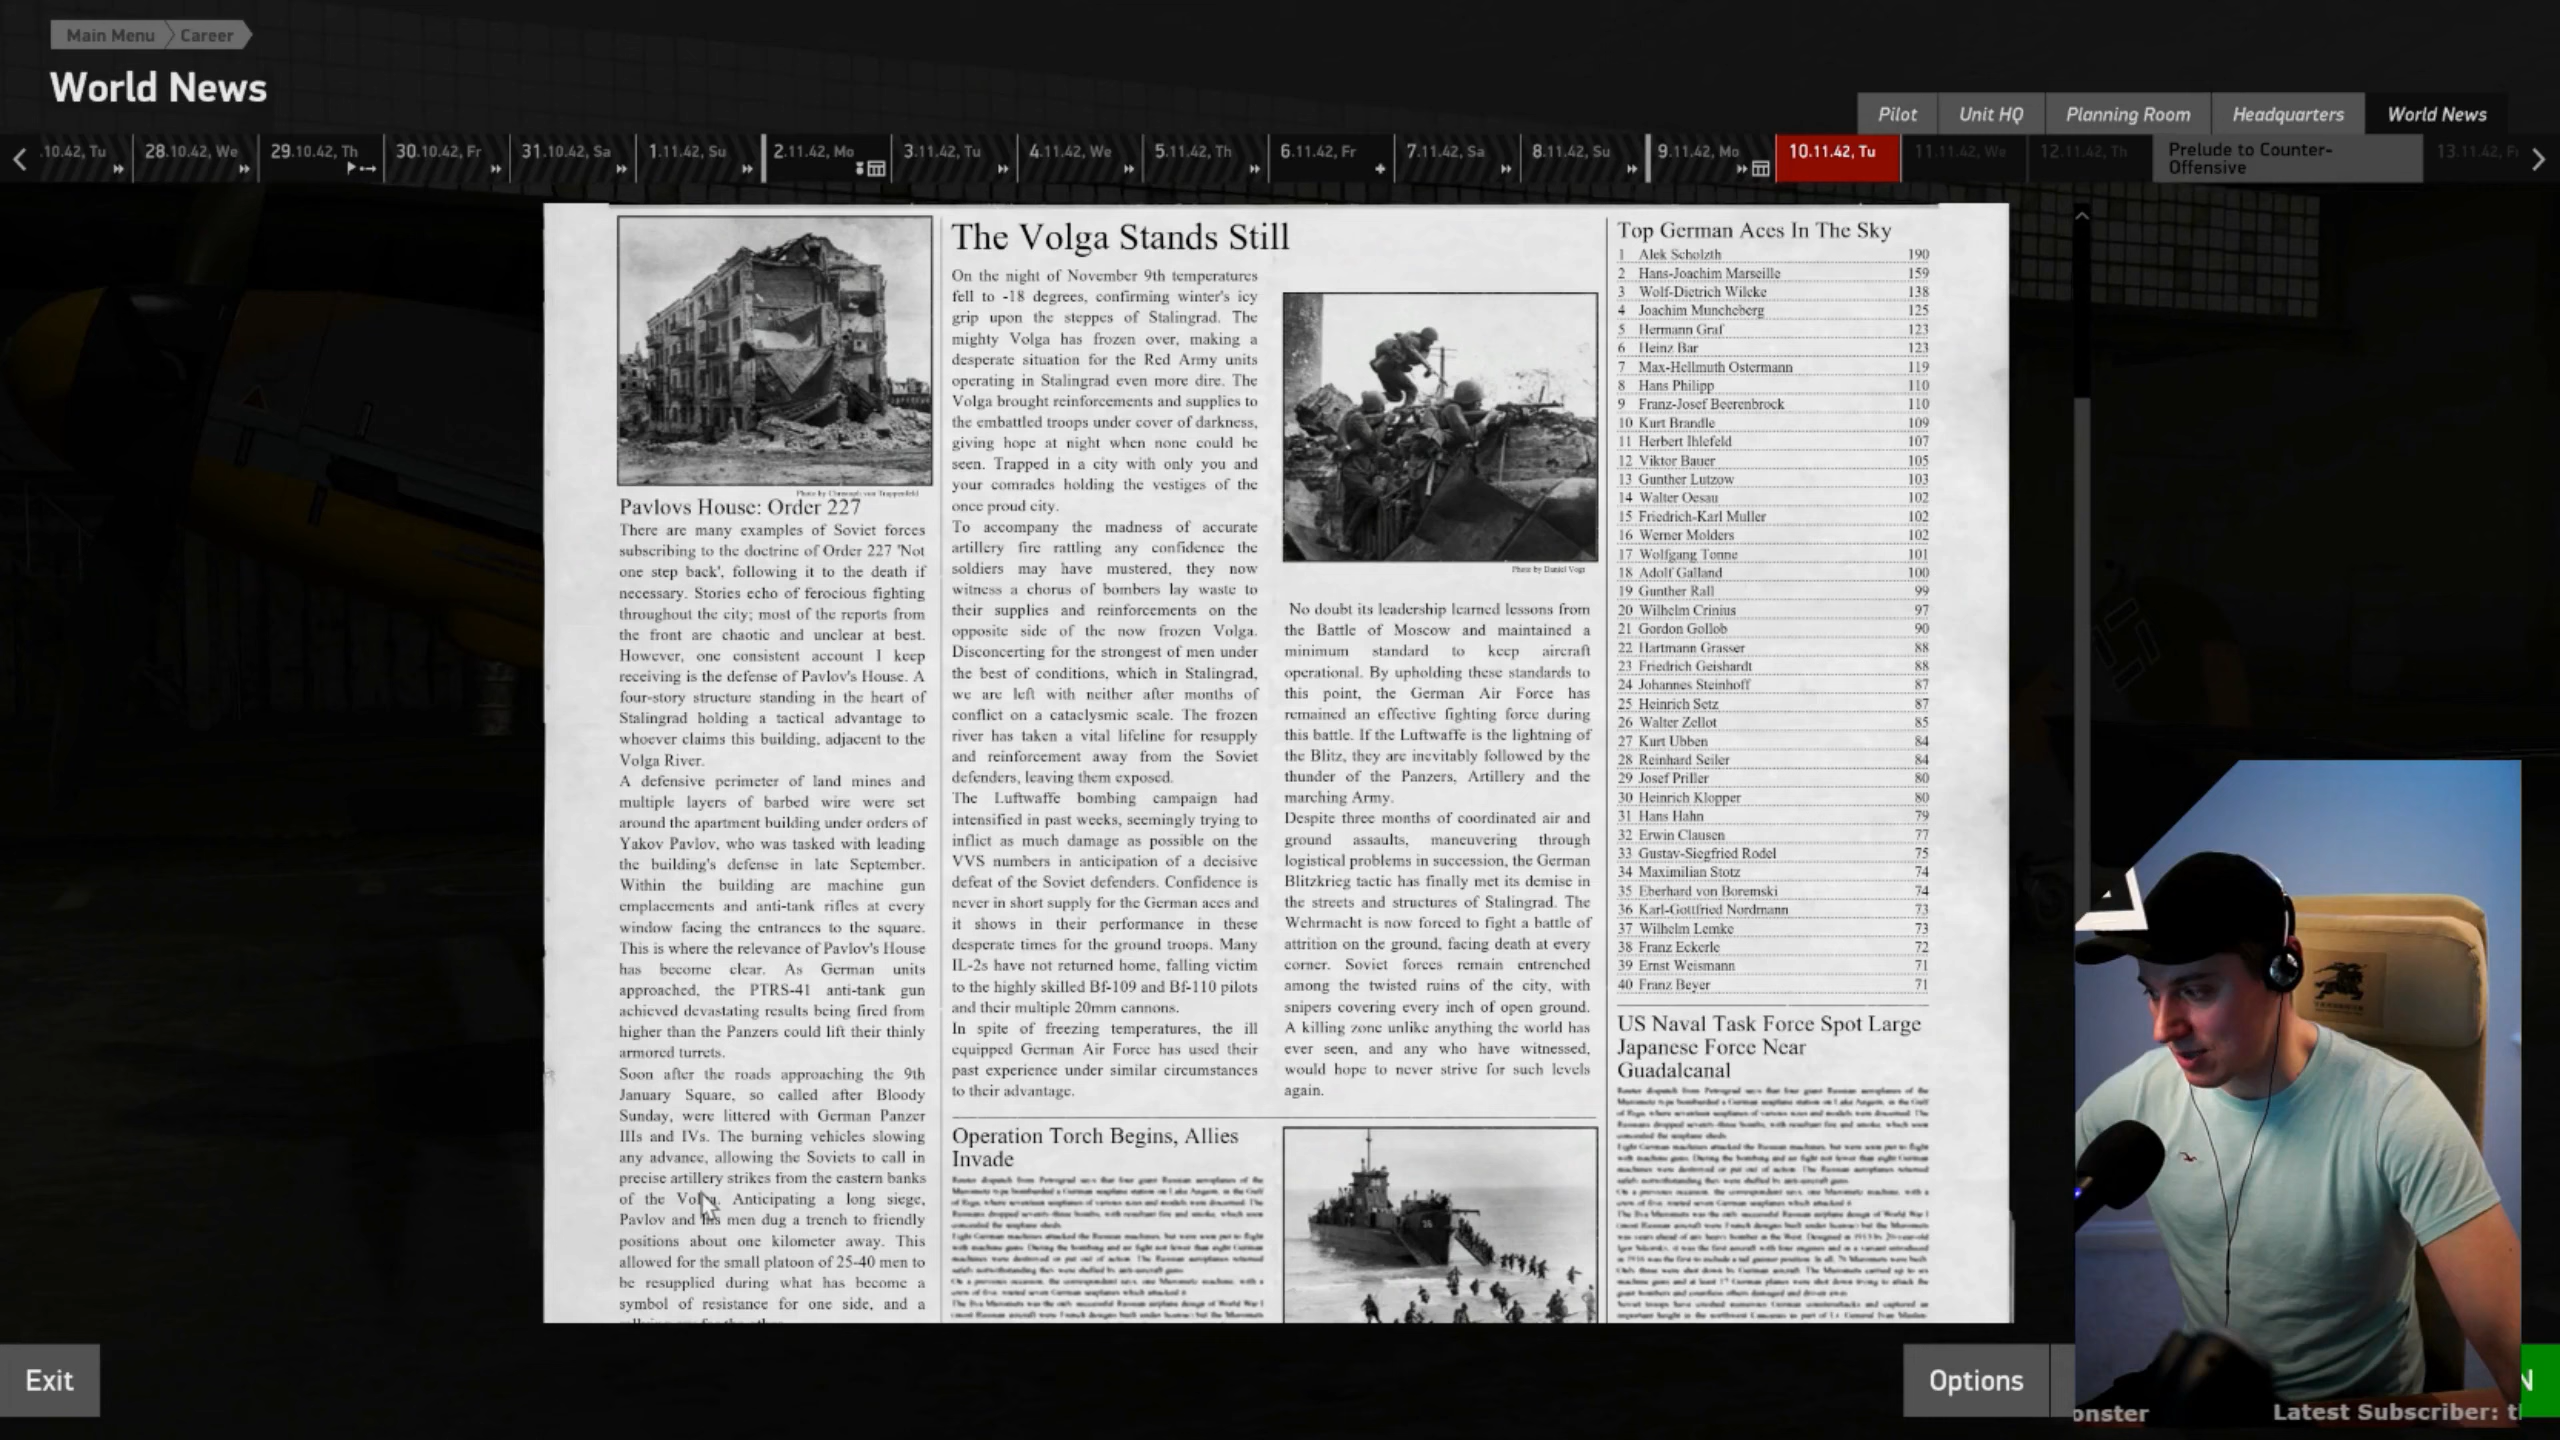 Main Menu
Career
World News
Pilot
Unit HQ
Planning Room
Headquarters
World News
.10.42, Tu
28.10.42, We
29.10.42, Th
30.10.42, Fr
31.10.42, Sa
1.11.42, Su
2.11.42, Mo
3.11.42, Tu
4.11.42, We
5.11.42, Th
6.11.42, Fr
7.11.42, Sa
8.11.42, Su
9.11.42, Mo
10.11.42, Tu
11.11.42, We
12.11.42, Th
Prelude to Counter-
Offensive
13.11.42, Fr
Photo by Christoph von Trappenfeld
Pavlovs House: Order 227
There are many examples of Soviet forces
subscribing to the doctrine of Order 227 'Not
one step back', following it to the death if
necessary. Stories echo of ferocious fighting
throughout the city; most of the reports from
the front are chaotic and unclear at best.
However, one consistent account I keep
receiving is the defense of Pavlov's House. A
four-story structure standing in the heart of
Stalingrad holding a tactical advantage to
whoever claims this building, adjacent to the
Volga River.
A defensive perimeter of land mines and
multiple layers of barbed wire were set
around the apartment building under orders of
Yakov Pavlov, who was tasked with leading
the building's defense in late September.
Within the building are machine gun
emplacements and anti-tank rifles at every
window facing the entrances to the square.
This is where the relevance of Pavlov's House
has become clear. As German units
approached, the PTRS-41 anti-tank gun
achieved devastating results being fired from
higher than the Panzers could lift their thinly
armored turrets.
Soon after the roads approaching the 9th
January Square, so called after Bloody
Sunday, were littered with German Panzer
IIIs and IVs. The burning vehicles slowing
any advance, allowing the Soviets to call in
precise artillery strikes from the eastern banks
of the Volga. Anticipating a long siege,
Pavlov and his men dug a trench to friendly
positions about one kilometer away. This
allowed for the small platoon of 25-40 men to
be resupplied during what has become a
symbol of resistance for one side, and a
The Volga Stands Still
On the night of November 9th temperatures
fell to -18 degrees, confirming winter's icy
grip upon the steppes of Stalingrad. The
mighty Volga has frozen over, making a
desperate situation for the Red Army units
operating in Stalingrad even more dire. The
Volga brought reinforcements and supplies to
the embattled troops under cover of darkness,
giving hope at night when none could be
seen. Trapped in a city with only you and
your comrades holding the vestiges of the
once proud city.
To accompany the madness of accurate
artillery fire rattling any confidence the
soldiers may have mustered, they now
witness a chorus of bombers lay waste to
their supplies and reinforcements on the
opposite side of the now frozen Volga.
Disconcerting for the strongest of men under
the best of conditions, which in Stalingrad,
we are left with neither after months of
conflict on a cataclysmic scale. The frozen
river has taken a vital lifeline for resupply
and reinforcement away from the Soviet
defenders, leaving them exposed.
The Luftwaffe bombing campaign had
intensified in past weeks, seemingly trying to
inflict as much damage as possible on the
VVS numbers in anticipation of a decisive
defeat of the Soviet defenders. Confidence is
never in short supply for the German aces and
it shows in their performance in these
desperate times for the ground troops. Many
IL-2s have not returned home, falling victim
to the highly skilled Bf-109 and Bf-110 pilots
and their multiple 20mm cannons.
In spite of freezing temperatures, the ill
equipped German Air Force has used their
past experience under similar circumstances
to their advantage.
Photo by Daniel Vogt
No doubt its leadership learned lessons from
the Battle of Moscow and maintained a
minimum standard to keep aircraft
operational. By upholding these standards to
this point, the German Air Force has
remained an effective fighting force during
this battle. If the Luftwaffe is the lightning of
the Blitz, they are inevitably followed by the
thunder of the Panzers, Artillery and the
marching Army.
Despite three months of coordinated air and
ground assaults, maneuvering through
logistical problems in succession, the German
Blitzkrieg tactic has finally met its demise in
the streets and structures of Stalingrad. The
Wehrmacht is now forced to fight a battle of
attrition on the ground, facing death at every
corner. Soviet forces remain entrenched
among the twisted ruins of the city, with
snipers covering every inch of open ground.
A killing zone unlike anything the world has
ever seen, and any who have witnessed,
would hope to never strive for such levels
again.
Operation Torch Begins, Allies
Invade
Top German Aces In The Sky
1 Alek Scholzth 190
2 Hans-Joachim Marseille 159
3 Wolf-Dietrich Wilcke 138
4 Joachim Muncheberg 125
5 Hermann Graf 123
6 Heinz Bar 123
7 Max-Hellmuth Ostermann 119
8 Hans Philipp 110
9 Franz-Josef Beerenbrock 110
10 Kurt Brandle 109
11 Herbert Ihlefeld 107
12 Viktor Bauer 105
13 Gunther Lutzow 103
14 Walter Oesau 102
15 Friedrich-Karl Muller 102
16 Werner Molders 102
17 Wolfgang Tonne 101
18 Adolf Galland 100
19 Gunther Rall 99
20 Wilhelm Crinius 97
21 Gordon Gollob 90
22 Hartmann Grasser 88
23 Friedrich Geishardt 88
24 Johannes Steinhoff 87
25 Heinrich Setz 87
26 Walter Zellot 85
27 Kurt Ubben 84
28 Reinhard Seiler 84
29 Josef Priller 80
30 Heinrich Klopper 80
31 Hans Hahn 79
32 Erwin Clausen 77
33 Gustav-Siegfried Rodel 75
34 Maximilian Stotz 74
35 Eberhard von Boremski 74
36 Karl-Gottfried Nordmann 73
37 Wilhelm Lemke 73
38 Franz Eckerle 72
39 Ernst Weismann 71
40 Franz Beyer 71
US Naval Task Force Spot Large
Japanese Force Near
Guadalcanal
Exit
Options
N
onster
Latest Subscriber: t